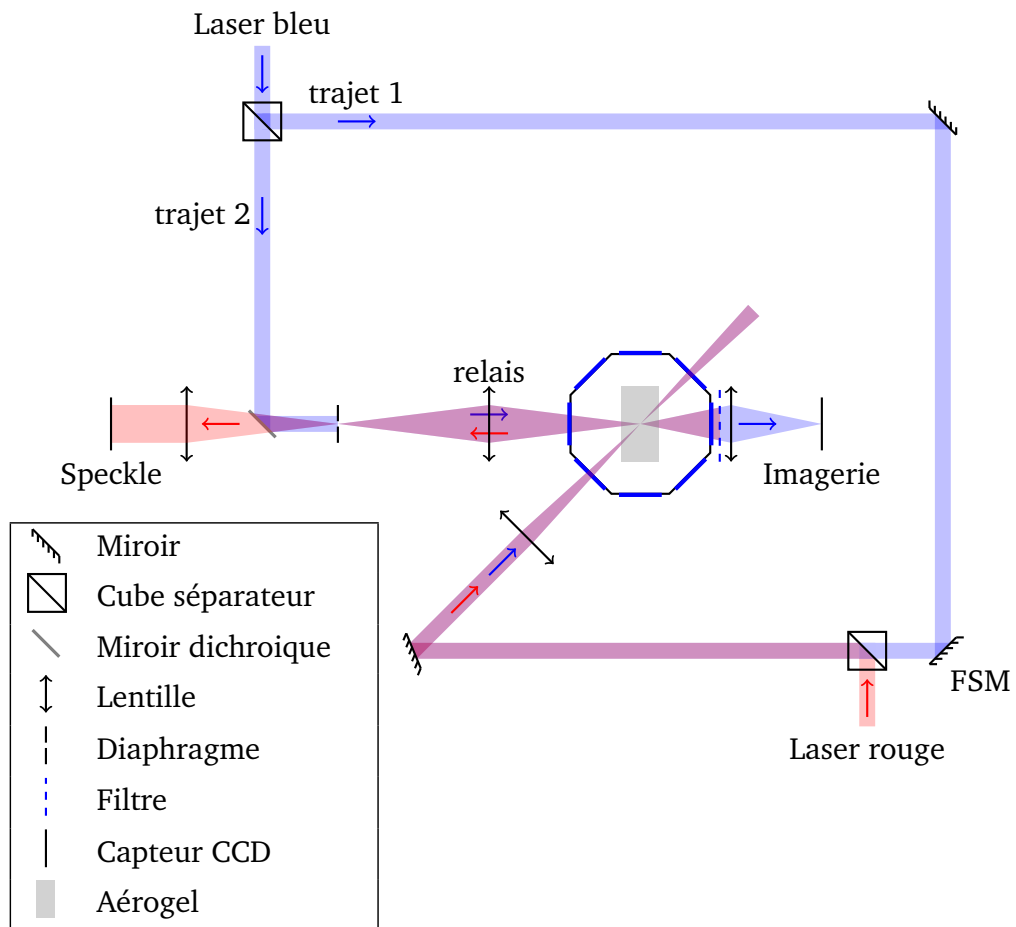 Laser bleu
trajet 1
trajet 2
relais
Speckle
Imagerie
FSM
Laser rouge
Miroir
Cube séparateur
Miroir dichroique
Lentille
Diaphragme
Filtre
Capteur CCD
Aérogel